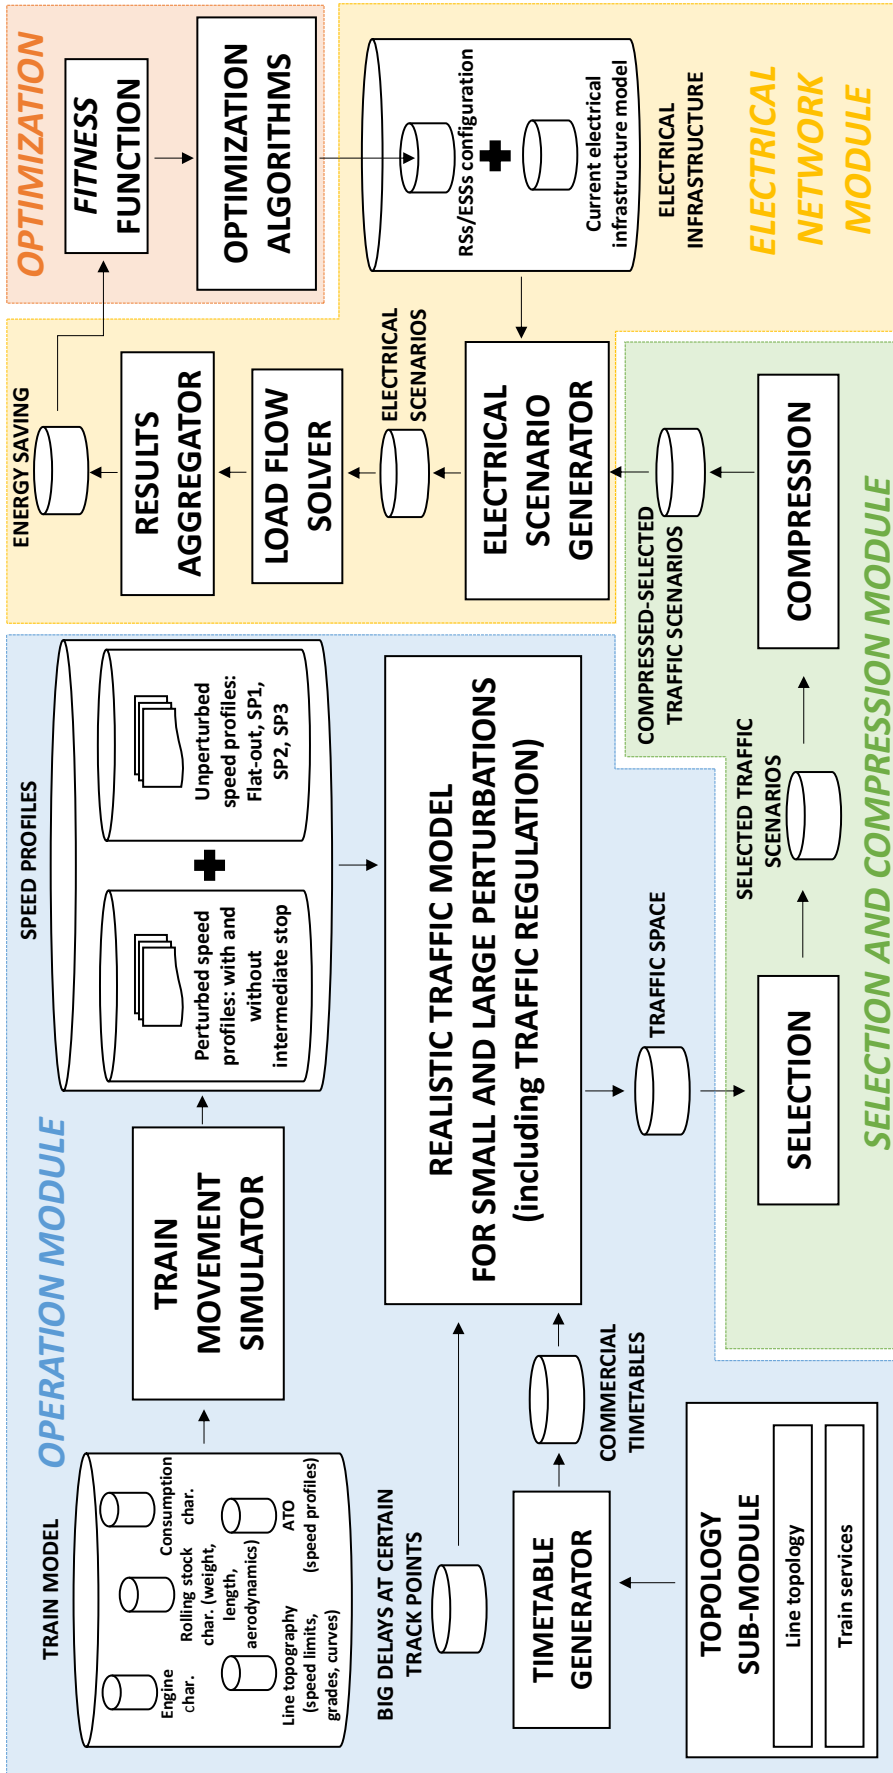 OPERATION MODULE
TRAIN MODEL
Engine
char.
Rolling stock
char. (weight,
length,
aerodynamics)
Consumption
char.
Line topography
(speed limits,
grades, curves)
ATO
(speed profiles)
TRAIN
MOVEMENT
SIMULATOR
SPEED PROFILES
Perturbed speed
profiles: with and
without
intermediate stop
Unperturbed
speed profiles:
Flat-out, SP1,
SP2, SP3
BIG DELAYS AT CERTAIN
TRACK POINTS
REALISTIC TRAFFIC MODEL
FOR SMALL AND LARGE PERTURBATIONS
(including TRAFFIC REGULATION)
TIMETABLE
GENERATOR
COMMERCIAL
TIMETABLES
TOPOLOGY
SUB-MODULE
Line topology
Train services
TRAFFIC SPACE
SELECTION
SELECTED TRAFFIC
SCENARIOS
COMPRESSION
COMPRESSED-SELECTED
TRAFFIC SCENARIOS
SELECTION AND COMPRESSION MODULE
ENERGY SAVING
RESULTS
AGGREGATOR
LOAD FLOW
SOLVER
ELECTRICAL
SCENARIOS
ELECTRICAL
SCENARIO
GENERATOR
OPTIMIZATION
FITNESS
FUNCTION
OPTIMIZATION
ALGORITHMS
RSs/ESSs configuration
Current electrical
infrastructure model
ELECTRICAL
INFRASTRUCTURE
ELECTRICAL
NETWORK
MODULE